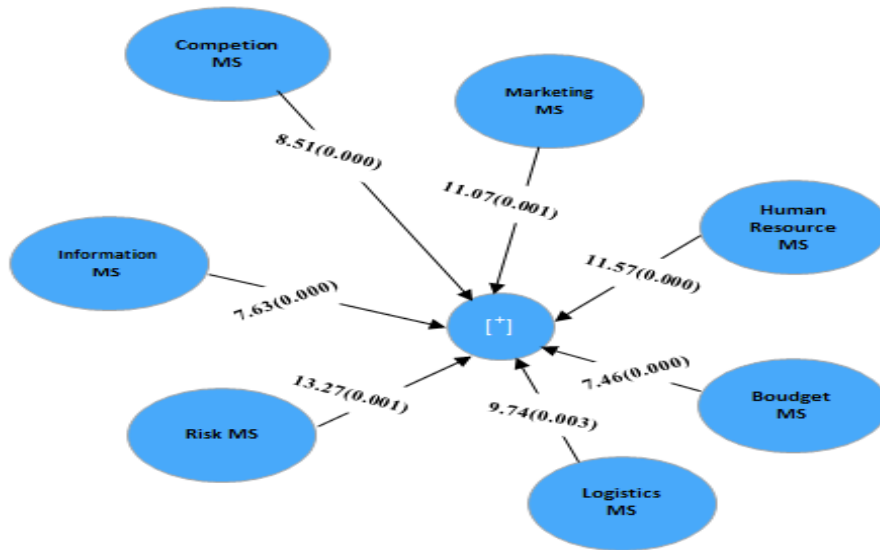 Competion
MS
Marketing
MS
8.51(0.000)
11.07(0.001)
Human
Resource
MS
Information
MS
11.57(0.000)
7.63(0.000)
[+]
13.27(0.001)
7.46(0.000)
Boudget
MS
9.74(0.003)
Risk MS
Logistics
MS